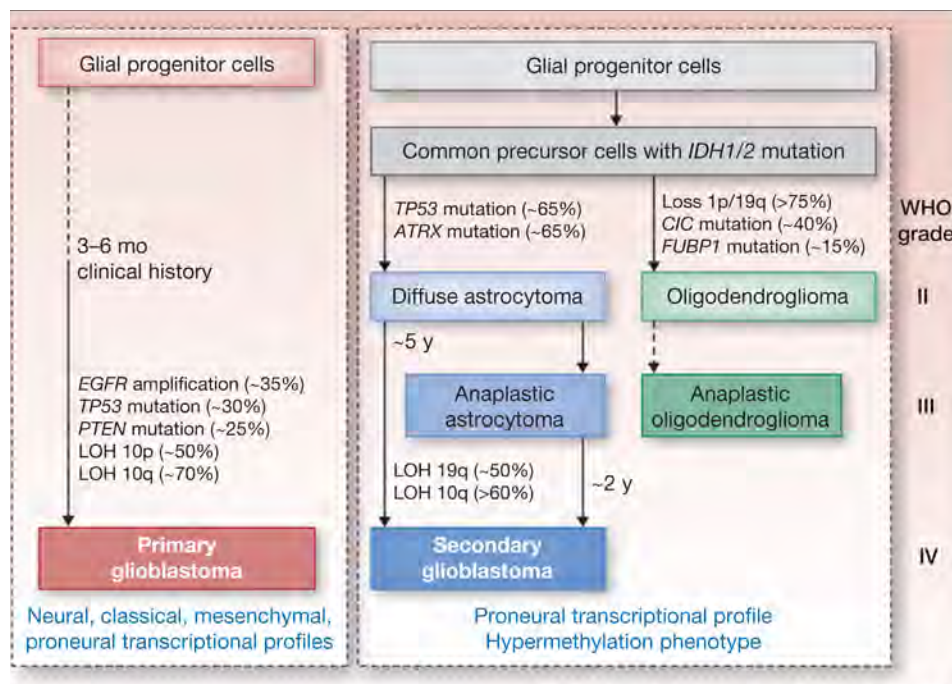 Glial progenitor cells
3–6 mo
clinical history
EGFR amplification (~35%)
TP53 mutation (~30%)
PTEN mutation (~25%)
LOH 10p (~50%)
LOH 10q (~70%)
Primary
glioblastoma
Neural, classical, mesenchymal,
proneural transcriptional profiles
Glial progenitor cells
Common precursor cells with IDH1/2 mutation
TP53 mutation (~65%)
ATRX mutation (~65%)
Loss 1p/19q (>75%)
CIC mutation (~40%)
FUBP1 mutation (~15%)
Diffuse astrocytoma
Oligodendroglioma
~5 y
Anaplastic
astrocytoma
Anaplastic
oligodendroglioma
LOH 19q (~50%)
LOH 10q (>60%)
~2 y
Secondary
glioblastoma
Proneural transcriptional profile
Hypermethylation phenotype
WHO
grade
II
III
IV